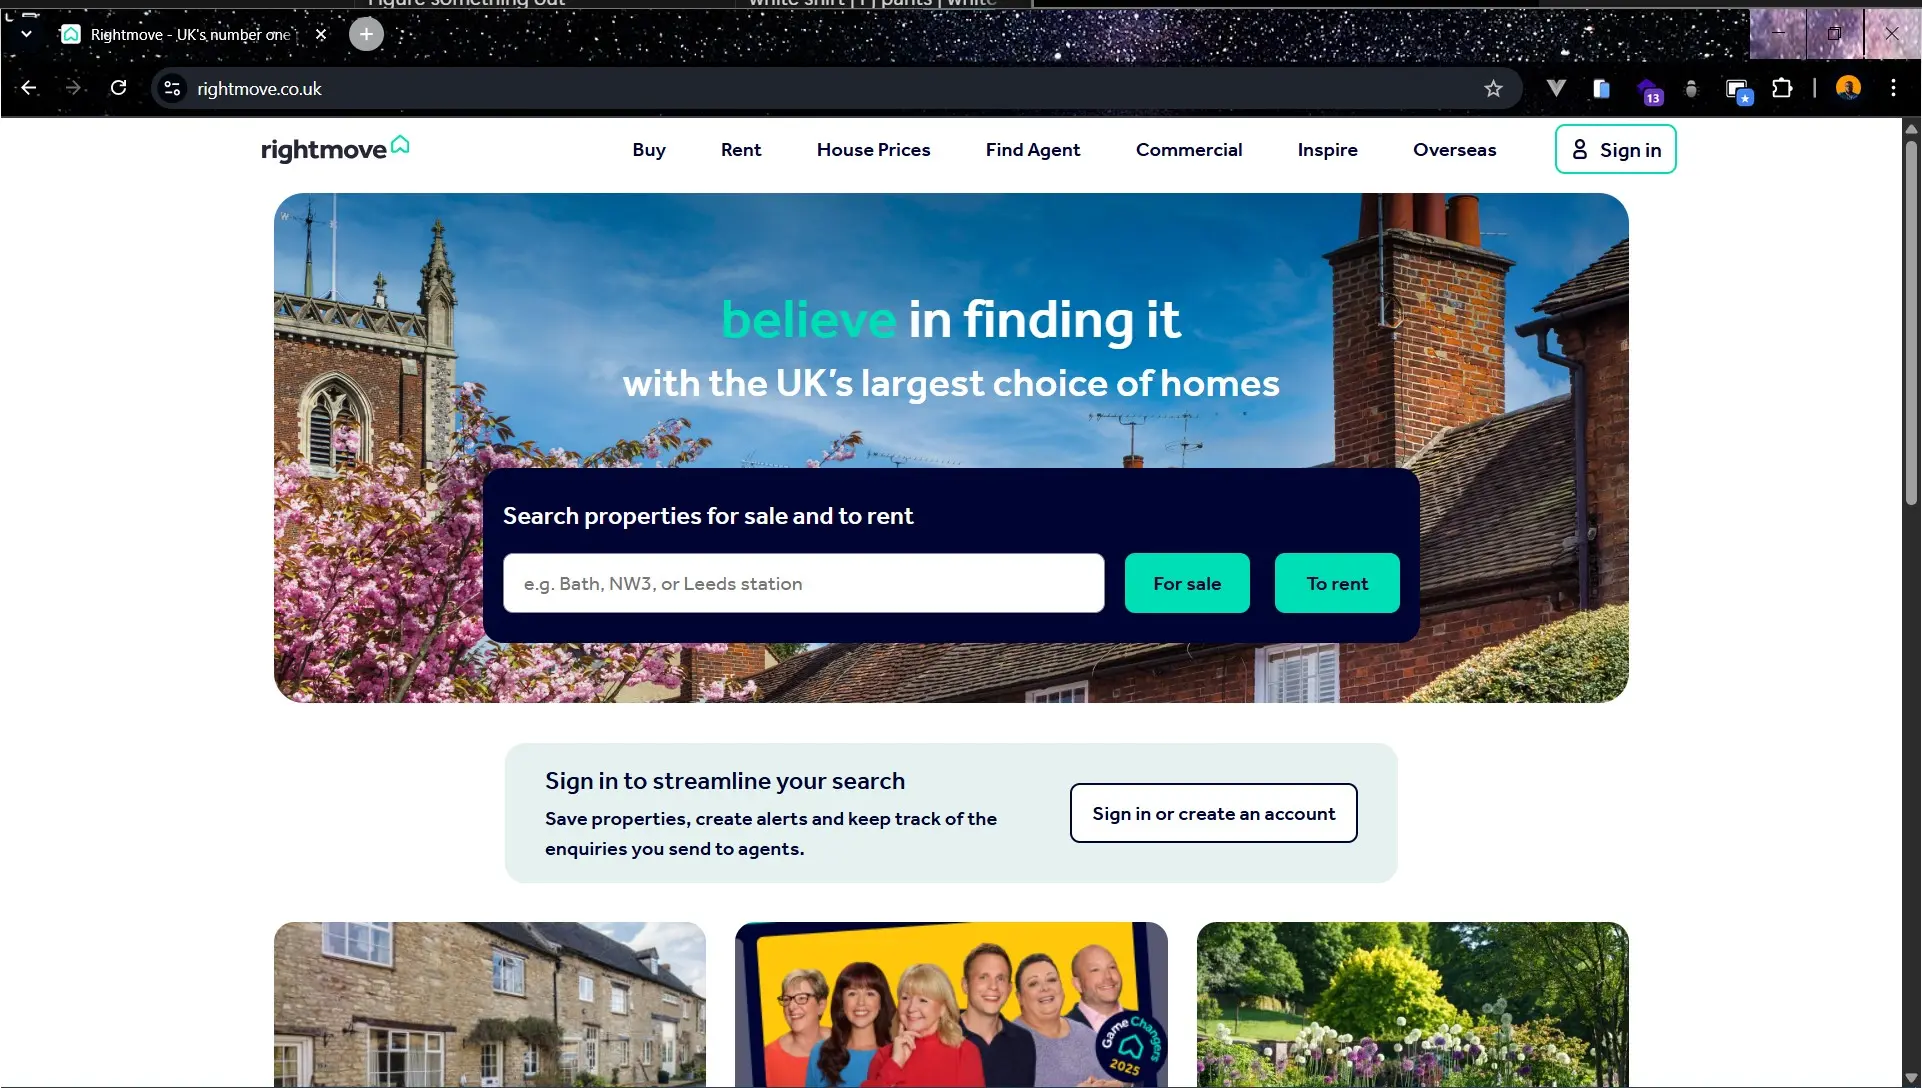 Figure something out
white shirt | P | pants | white
Rightmove - UK's number one
rightmove.co.uk
13
rightmove
Buy
Rent
House Prices
Find Agent
Commercial
Inspire
Overseas
Sign in
believe in finding it
with the UK's largest choice of homes
Search properties for sale and to rent
e.g. Bath, NW3, or Leeds station
For sale
To rent
Sign in to streamline your search
Save properties, create alerts and keep track of the
enquiries you send to agents.
Sign in or create an account
Game Changers
2025